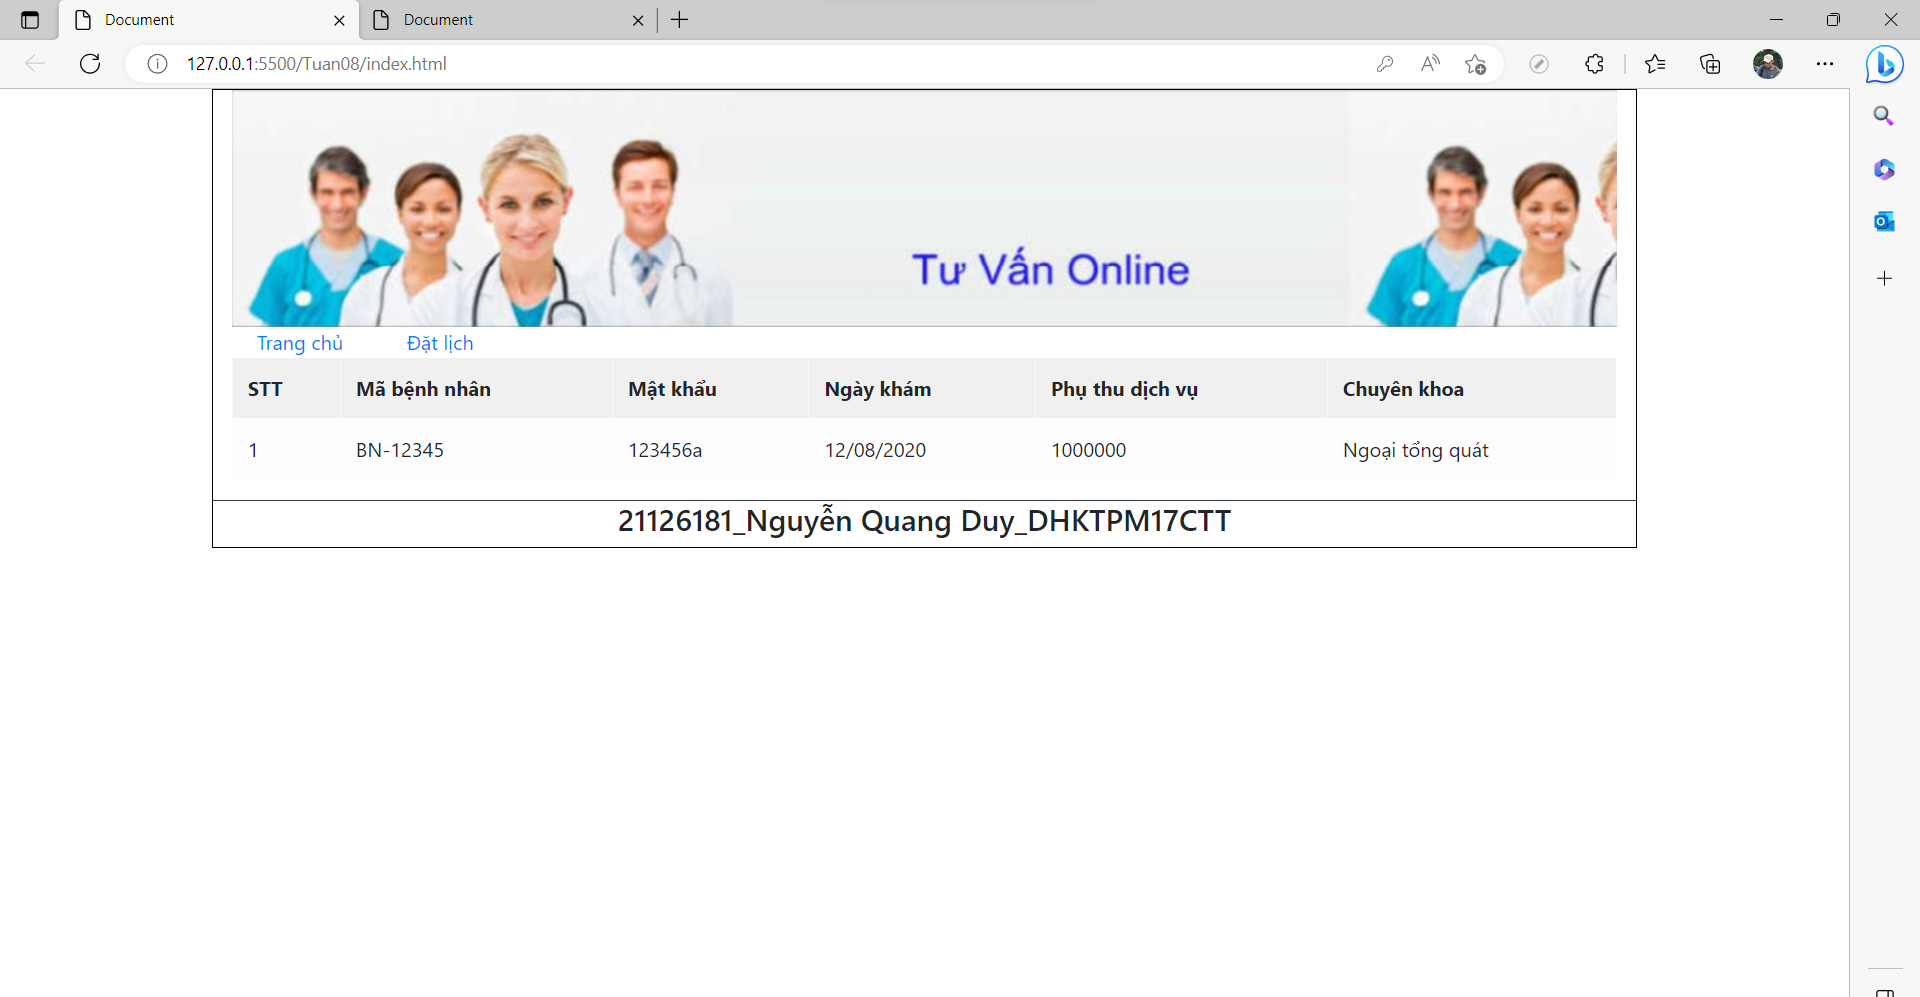 Document Document
127.0.0.1:5500/Tuan08/index.html
Tư Vấn Online
Trang chủ Đặt lịch
STT Mã bệnh nhân Mật khẩu Ngày khám Phụ thu dịch vụ Chuyên khoa
1 BN-12345 123456a 12/08/2020 1000000 Ngoại tổng quát
21126181_Nguyễn Quang Duy_DHKTPM17CTT